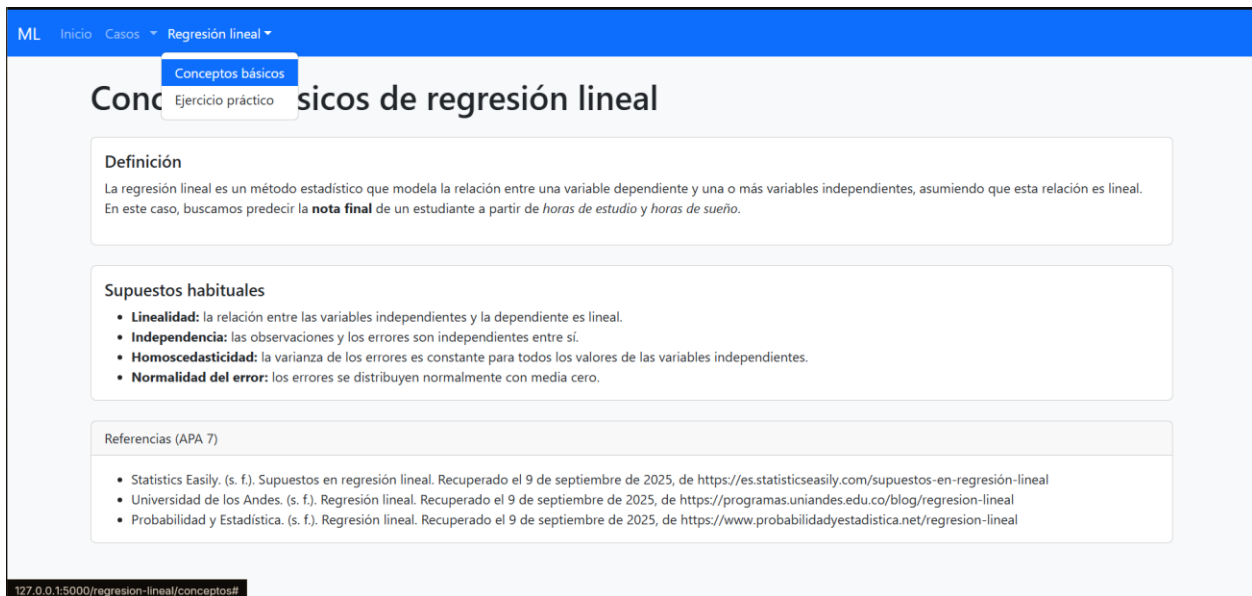 ML Inicio Casos Regresión lineal
Conceptos básicos
Ejercicio práctico
Conc sicos de regresión lineal
Definición
La regresión lineal es un método estadístico que modela la relación entre una variable dependiente y una o más variables independientes, asumiendo que esta relación es lineal.
En este caso, buscamos predecir la nota final de un estudiante a partir de horas de estudio y horas de sueño.
Supuestos habituales
• Linealidad: la relación entre las variables independientes y la dependiente es lineal.
• Independencia: las observaciones y los errores son independientes entre sí.
• Homoscedasticidad: la varianza de los errores es constante para todos los valores de las variables independientes.
• Normalidad del error: los errores se distribuyen normalmente con media cero.
Referencias (APA 7)
• Statistics Easily. (s. f.). Supuestos en regresión lineal. Recuperado el 9 de septiembre de 2025, de https://es.statisticseasily.com/supuestos-en-regresión-lineal
• Universidad de los Andes. (s. f.). Regresión lineal. Recuperado el 9 de septiembre de 2025, de https://programas.uniandes.edu.co/blog/regresion-lineal
• Probabilidad y Estadística. (s. f.). Regresión lineal. Recuperado el 9 de septiembre de 2025, de https://www.probabilidadyestadistica.net/regresion-lineal
127.0.0.1:5000/regresion-lineal/conceptos#